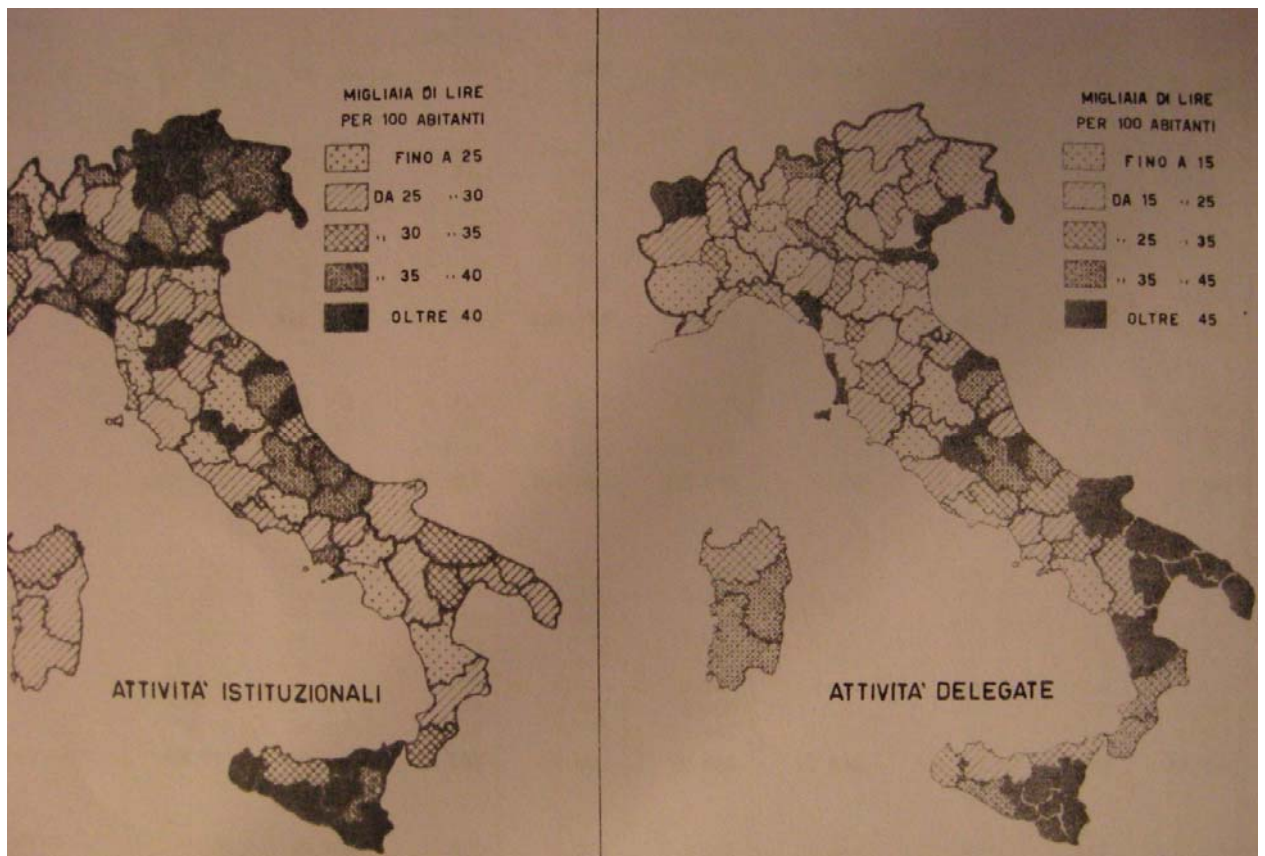 MIGLIAIA DI LIRE
PER 100 ABITANTI
FINO A 25
DA 25 ,, 30
,, 30 ,, 35
,, 35 ,, 40
OLTRE 40
ATTIVITA' ISTITUZIONALI
MIGLIAIA DI LIRE
PER 100 ABITANTI
FINO A 15
DA 15 ,, 25
,, 25 ,, 35
,, 35 ,, 45
OLTRE 45
ATTIVITA' DELEGATE